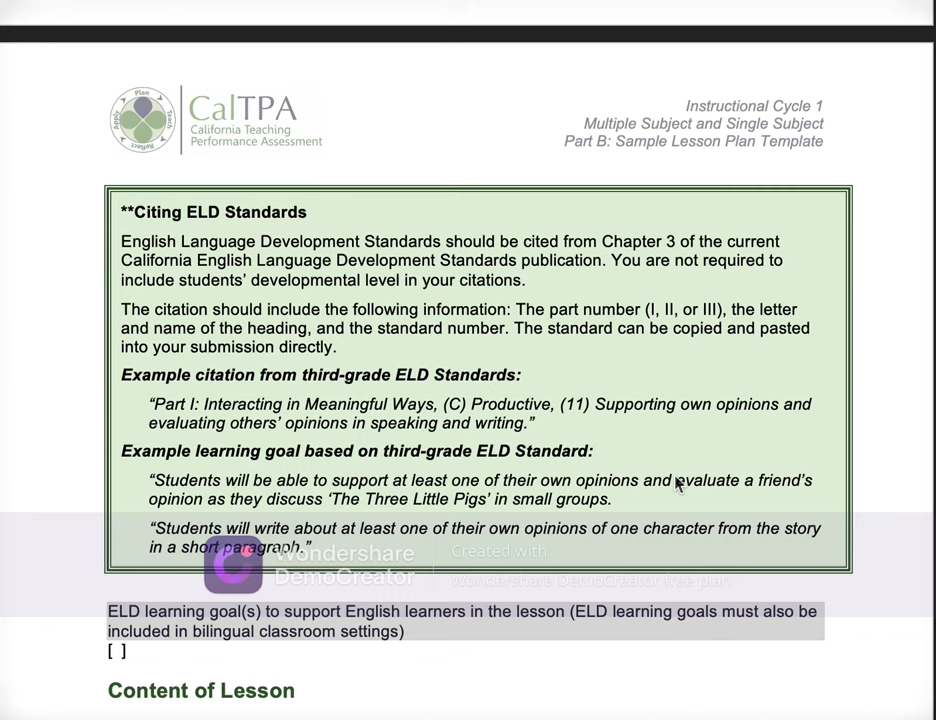 Plan
Teach
Reflect
Apply
CalTPA
California Teaching
Performance Assessment
Instructional Cycle 1
Multiple Subject and Single Subject
Part B: Sample Lesson Plan Template
**Citing ELD Standards
English Language Development Standards should be cited from Chapter 3 of the current
California English Language Development Standards publication. You are not required to
include students’ developmental level in your citations.
The citation should include the following information: The part number (I, II, or III), the letter
and name of the heading, and the standard number. The standard can be copied and pasted
into your submission directly.
Example citation from third-grade ELD Standards:
“Part I: Interacting in Meaningful Ways, (C) Productive, (11) Supporting own opinions and
evaluating others’ opinions in speaking and writing.”
Example learning goal based on third-grade ELD Standard:
“Students will be able to support at least one of their own opinions and evaluate a friend’s
opinion as they discuss ‘The Three Little Pigs’ in small groups.
“Students will write about at least one of their own opinions of one character from the story
in a short paragraph.”
Wondershare
DemoCreator
Created with
Wondershare DemoCreator free plan
ELD learning goal(s) to support English learners in the lesson (ELD learning goals must also be
included in bilingual classroom settings)
[ ]
Content of Lesson